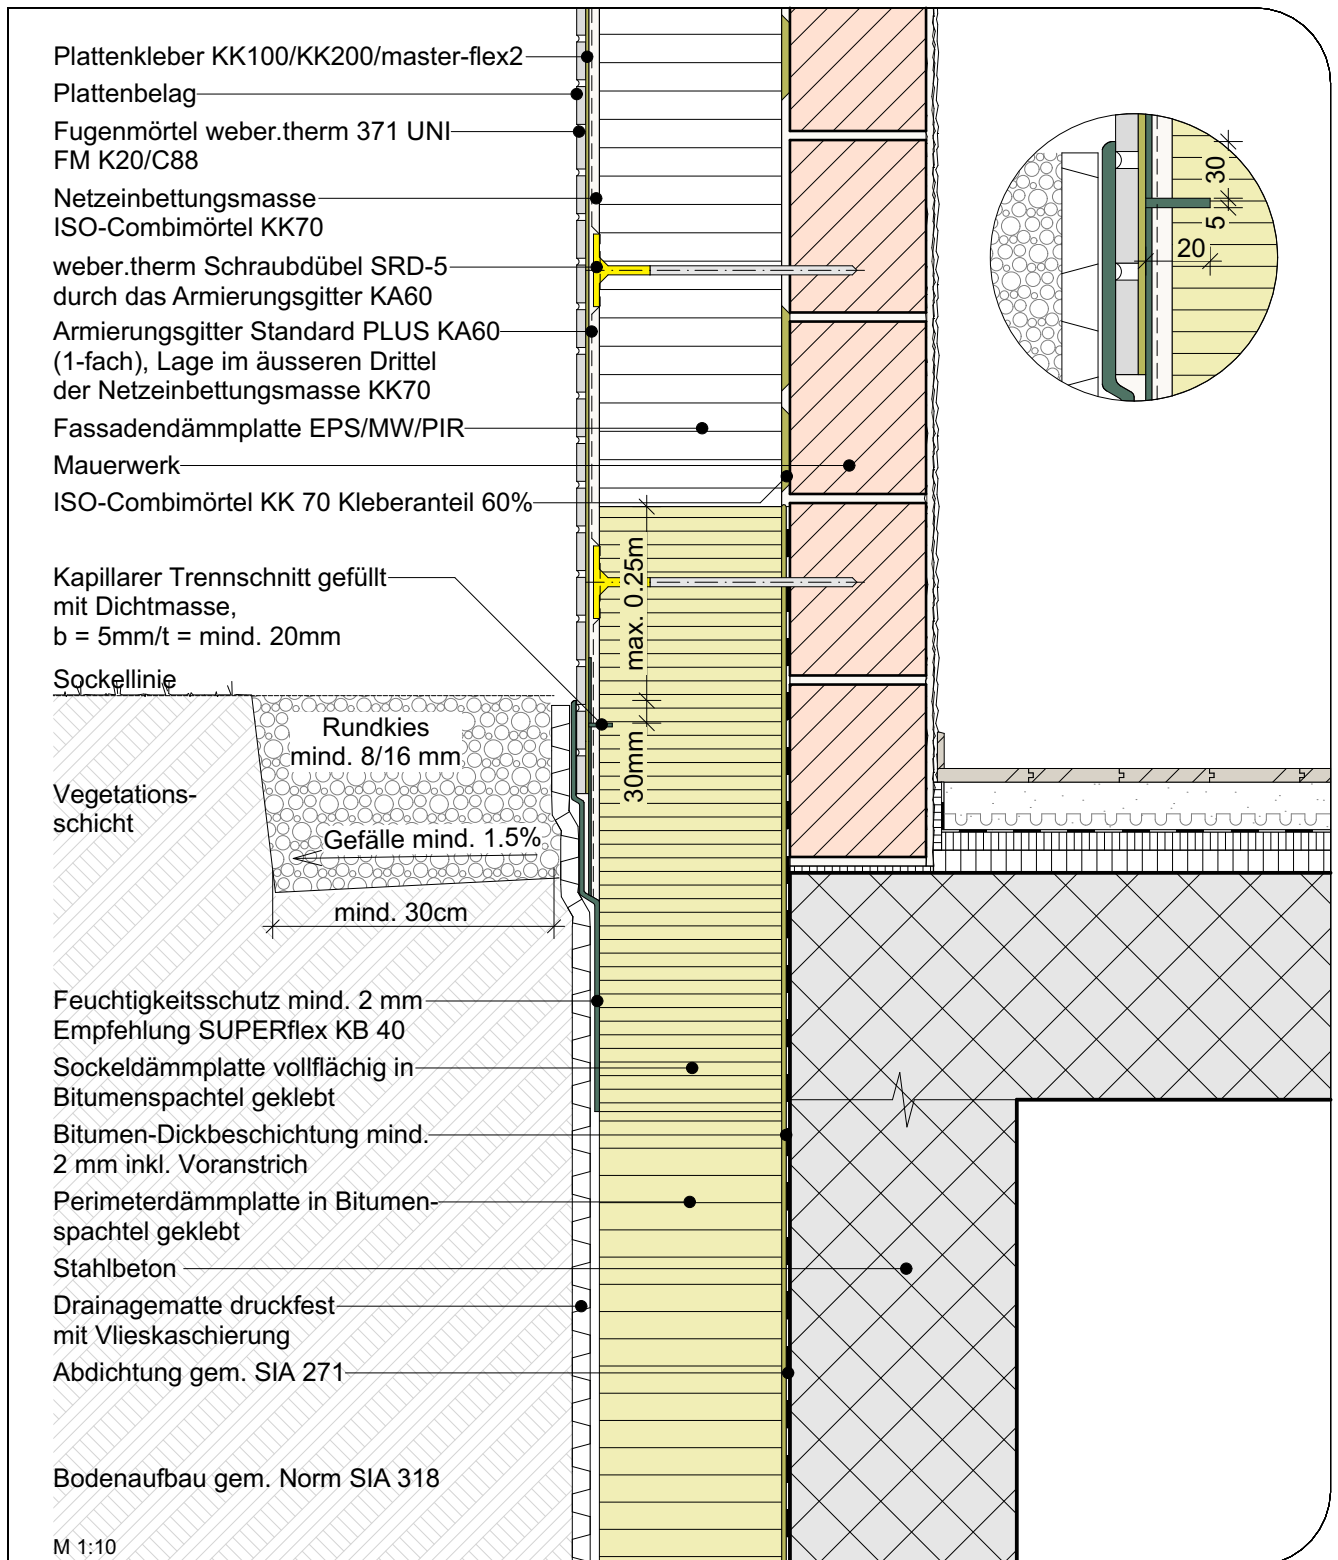 Plattenkleber KK100/KK200/master-flex2
Plattenbelag
Fugenmörtel weber.therm 371 UNI
FM K20/C88
Netzeinbettungsmasse
ISO-Combimörtel KK70
weber.therm Schraubdübel SRD-5
durch das Armierungsgitter KA60
Armierungsgitter Standard PLUS KA60
(1-fach), Lage im äusseren Drittel
der Netzeinbettungsmasse KK70
Fassadendämmplatte EPS/MW/PIR
Mauerwerk
ISO-Combimörtel KK 70 Kleberanteil 60%
Kapillarer Trennschnitt gefüllt
mit Dichtmasse,
b = 5mm/t = mind. 20mm
Sockellinie
Rundkies
mind. 8/16 mm
Vegetations-
schicht
Gefälle mind. 1.5%
mind. 30cm
Feuchtigkeitsschutz mind. 2 mm
Empfehlung SUPERflex KB 40
Sockeldämmplatte vollflächig in
Bitumenspachtel geklebt
Bitumen-Dickbeschichtung mind.
2 mm inkl. Voranstrich
Perimeterdämmplatte in Bitumen-
spachtel geklebt
Stahlbeton
Drainagematte druckfest
mit Vlieskaschierung
Abdichtung gem. SIA 271
Bodenaufbau gem. Norm SIA 318
M 1:10
max. 0.25m
30mm
30
5
20